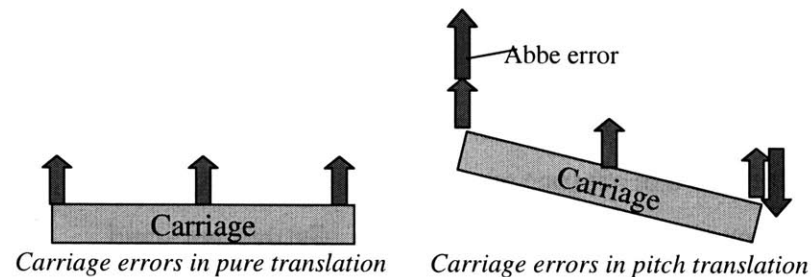 Abbe error
Carriage
Carriage
Carriage errors in pure translation
Carriage errors in pitch translation